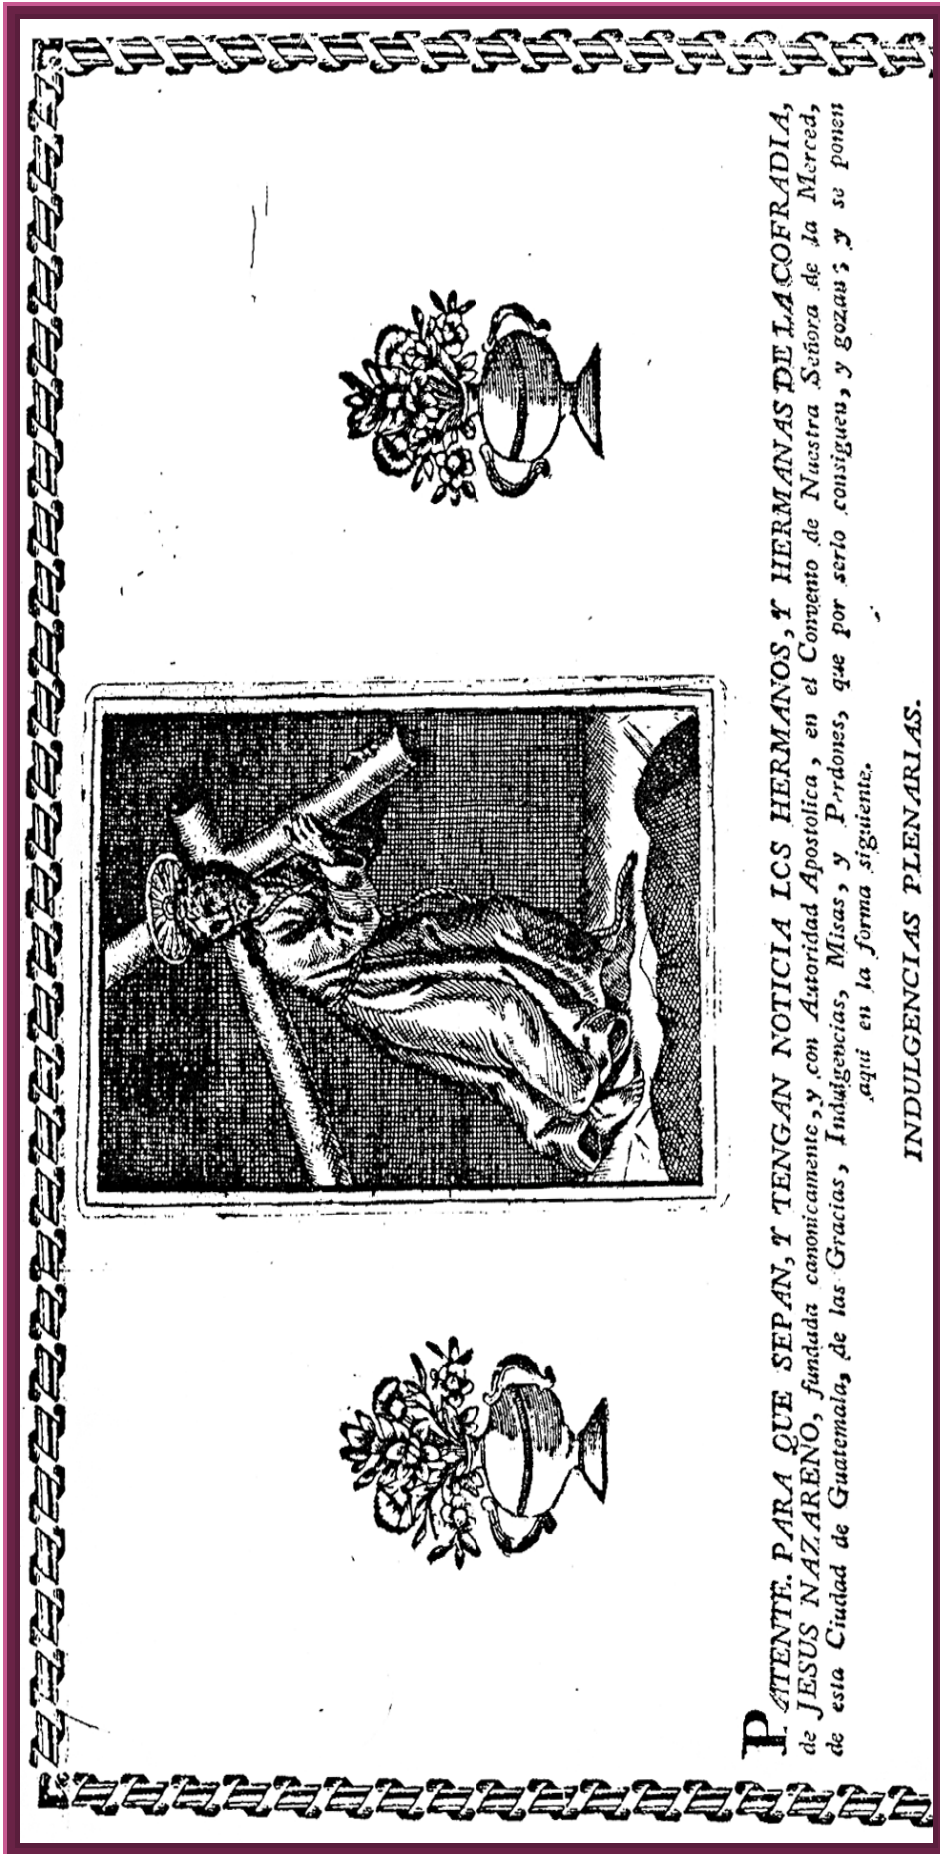 PATENTE. PARA QUE SEPAN, Y TENGAN NOTICIA LOS HERMANOS, Y HERMANAS DE LA COFRADIA,
de JESUS NAZARENO, fundada canonicamente, y con Autoridad Apostolica, en el Convento de Nuestra Señora de la Merced,
de esta Ciudad de Guatemala, de las Gracias, Indulgencias, Misas, y Perdones, que por serlo consiguen, y gozan; y se ponen
aqui en la forma siguiente.
INDULGENCIAS PLENARIAS.